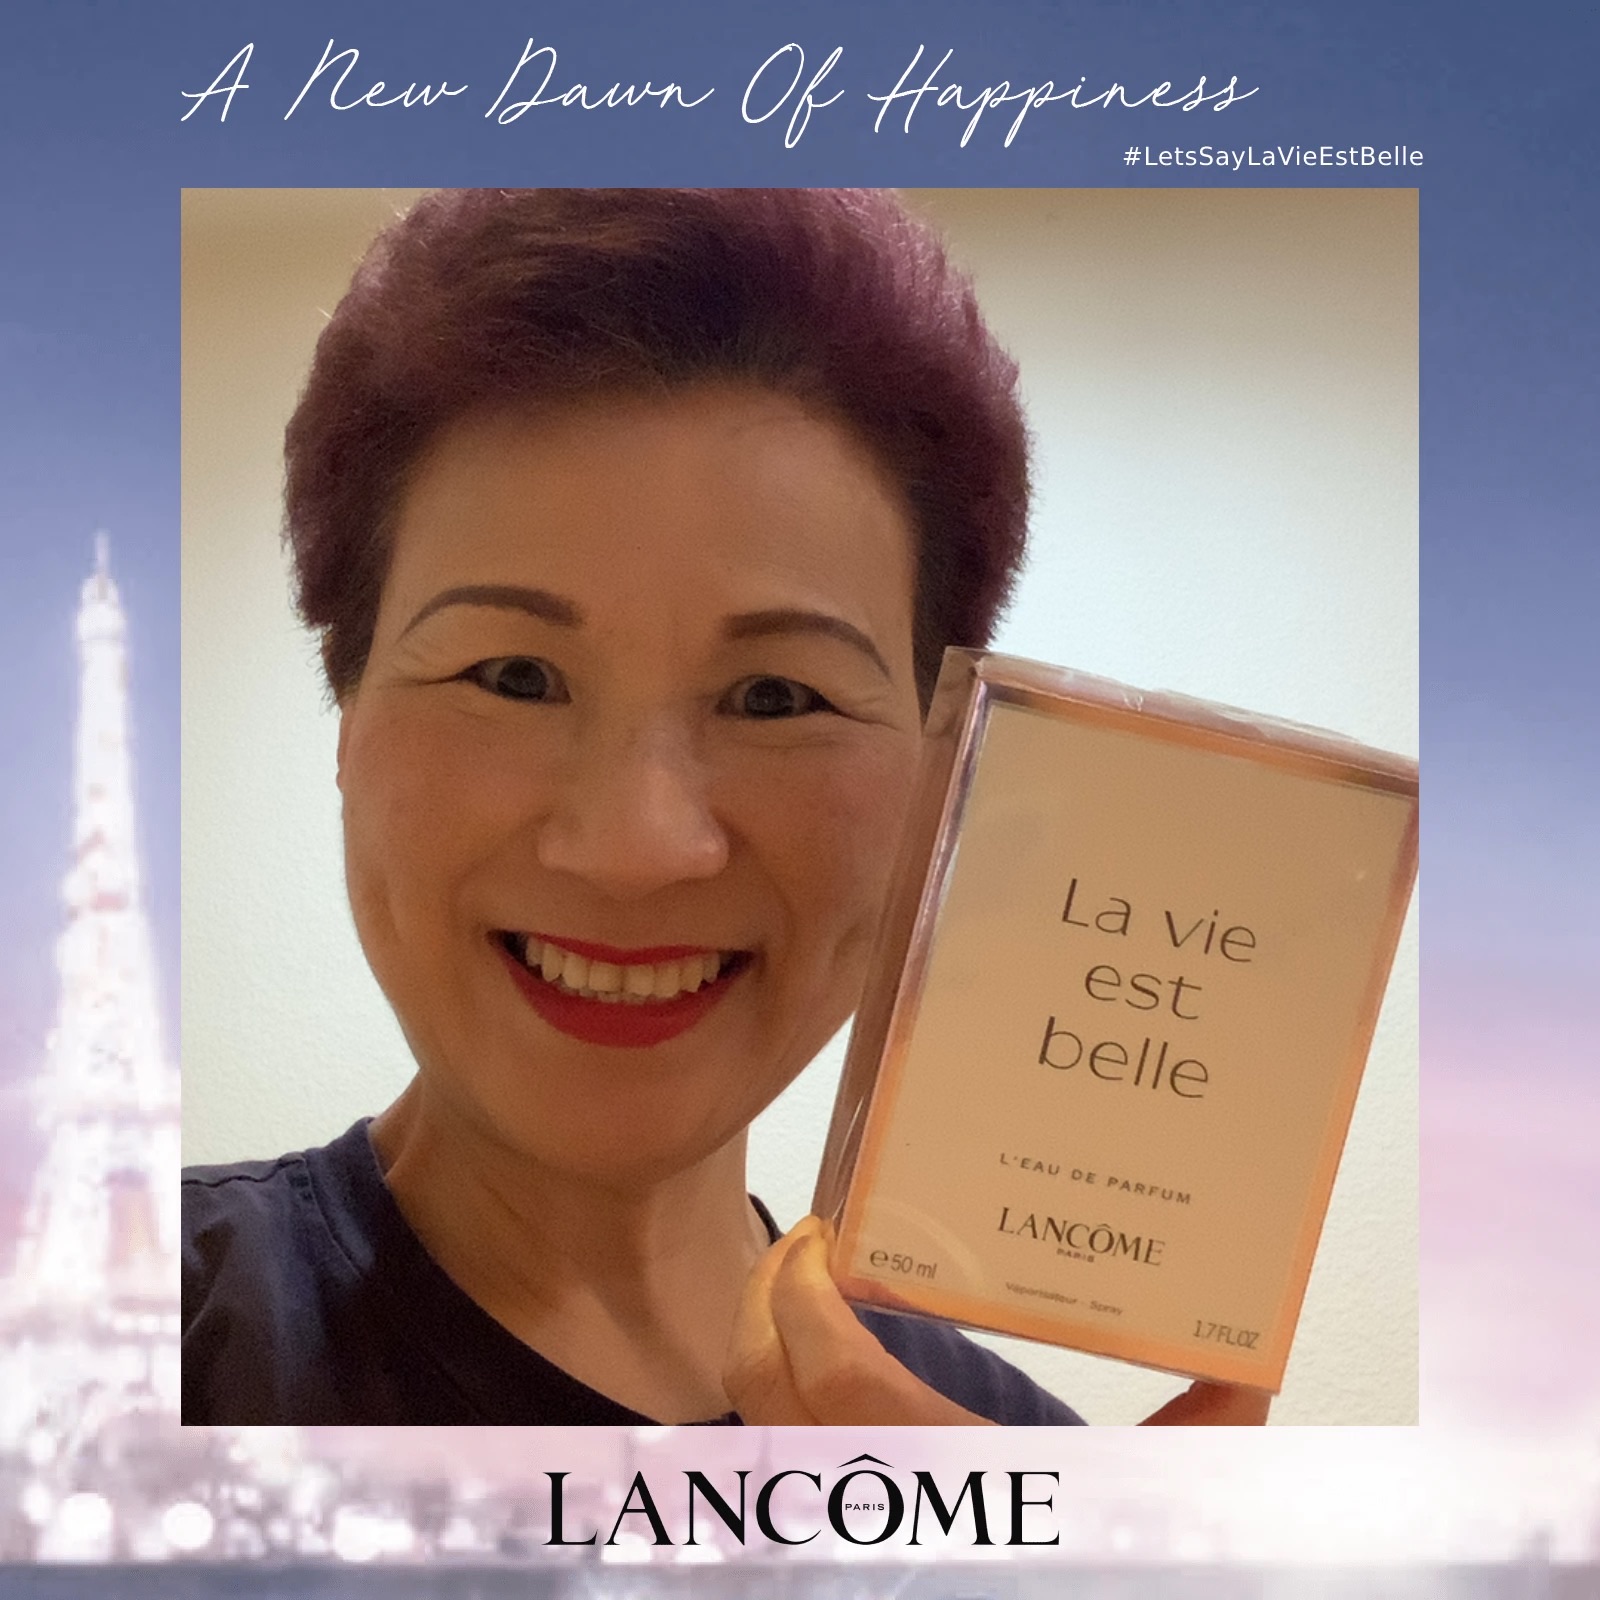 A New Dawn Of Happiness
#LetsSayLaVieEstBelle
La vie
est
belle
L'EAU DE PARFUM
LANCÔME
PARIS
℮50 ml
Vaporisateur - Spray
1.7 FL.OZ
LANCÔME
PARIS